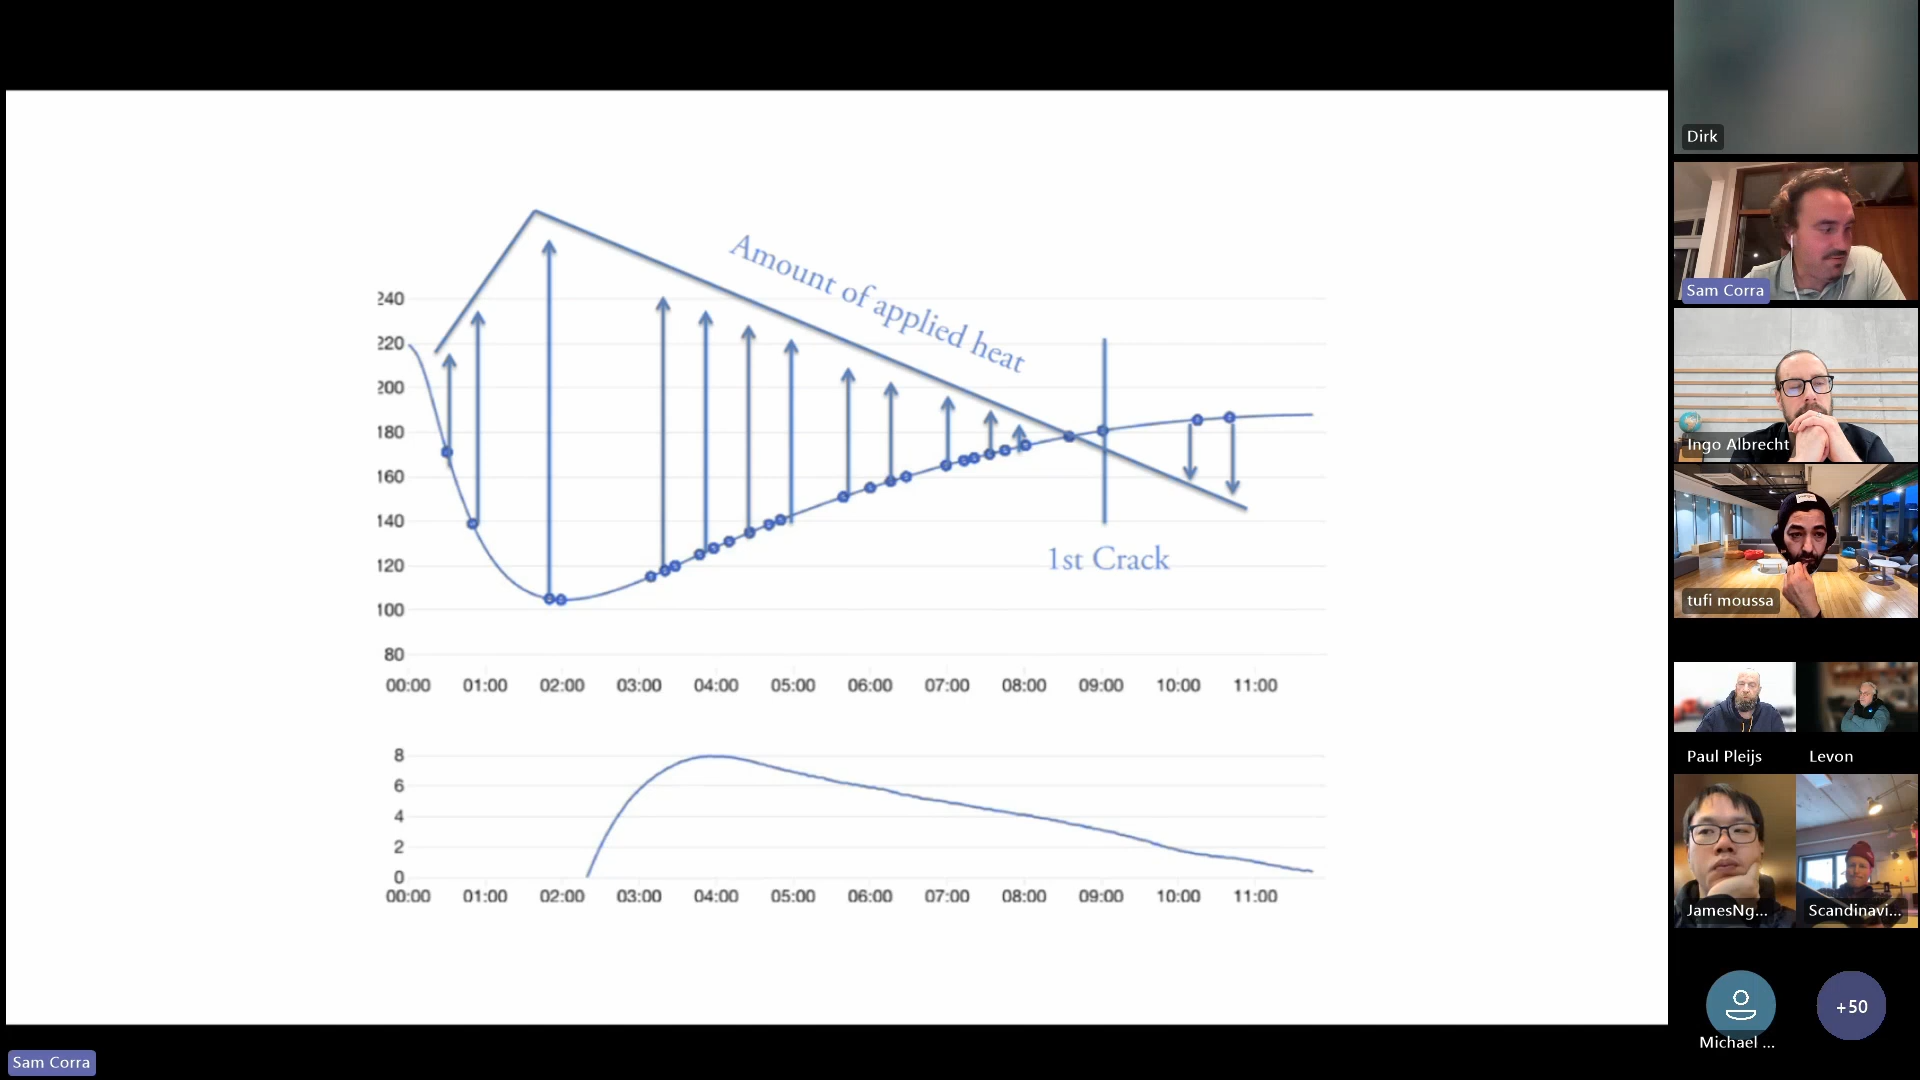 Amount of applied heat
240
220
200
180
160
140
120
100
80
1st Crack
00:00 01:00 02:00 03:00 04:00 05:00 06:00 07:00 08:00 09:00 10:00 11:00
8
6
4
2
0
00:00 01:00 02:00 03:00 04:00 05:00 06:00 07:00 08:00 09:00 10:00 11:00
Sam Corra
Dirk
Sam Corra
Ingo Albrecht
tufi moussa
Paul Pleijs
Levon
JamesNg...
Scandinavi...
+50
Michael ...